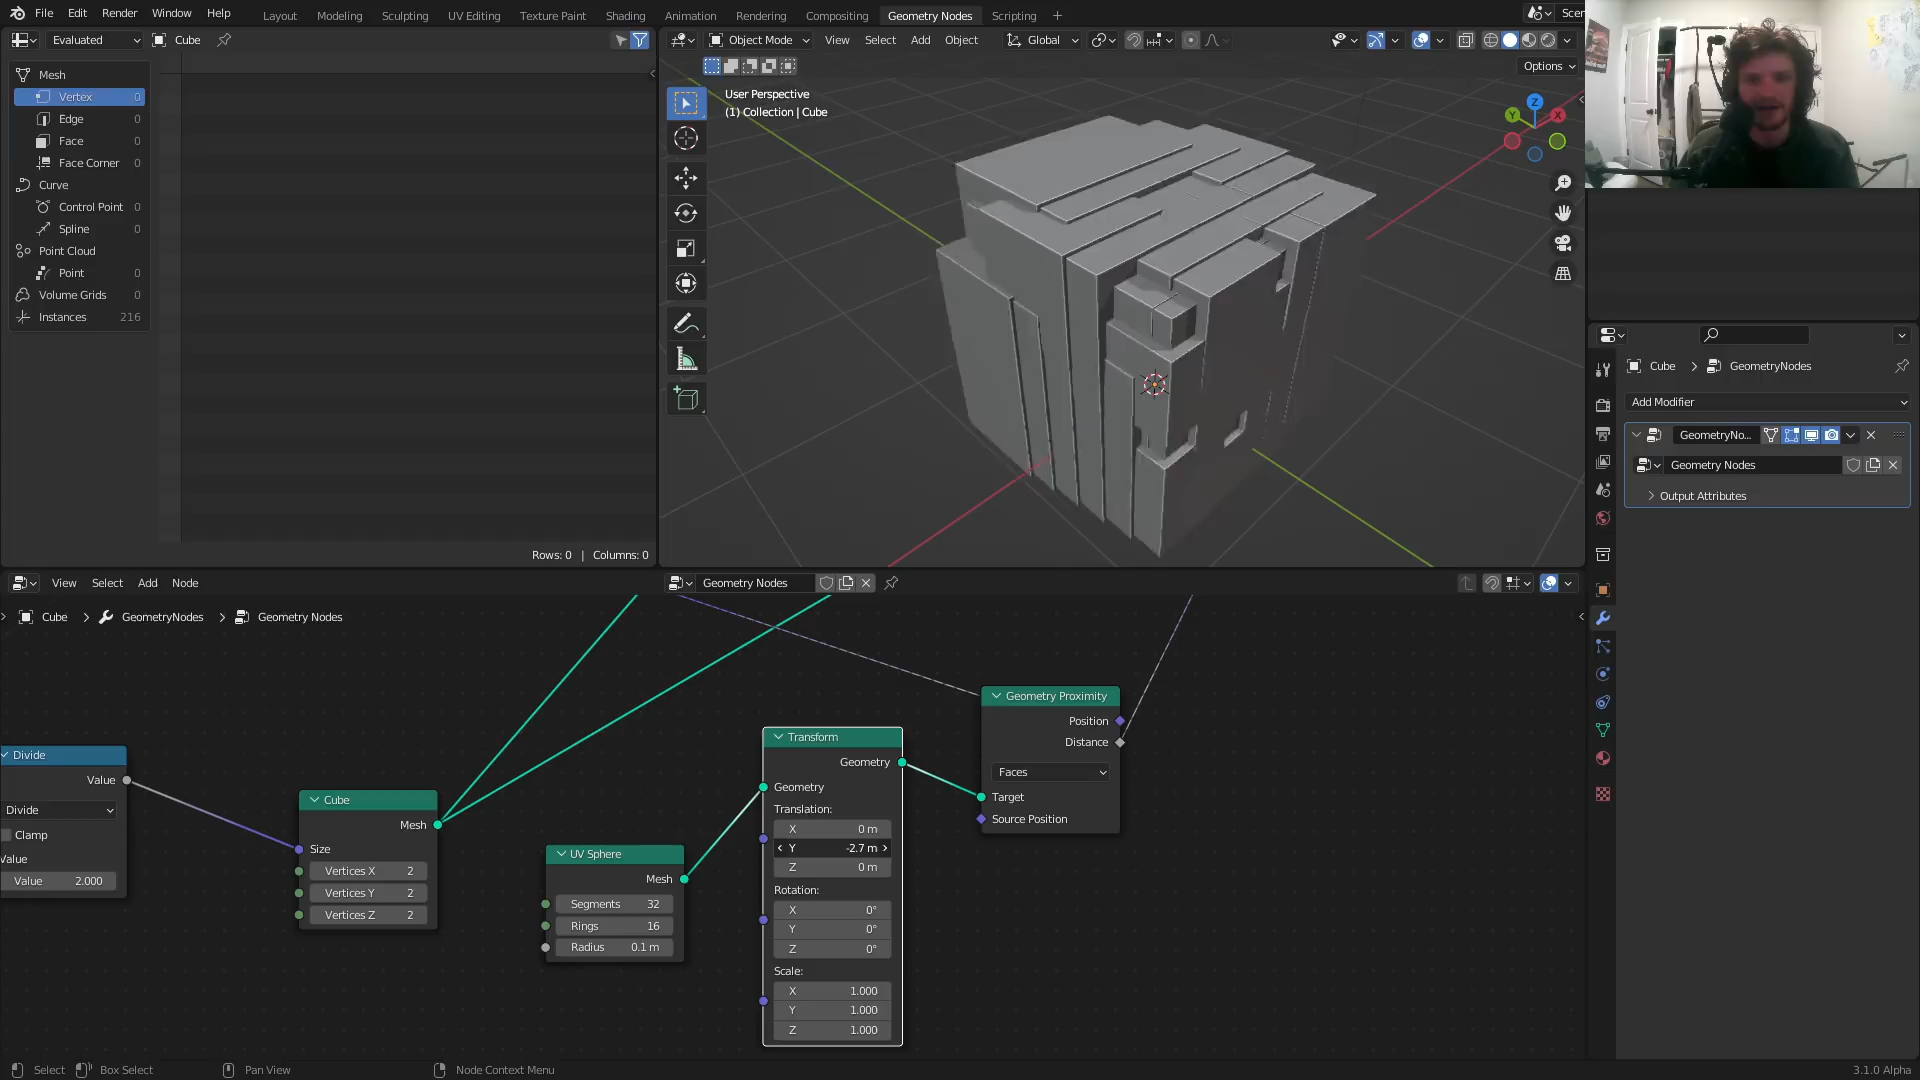 File Edit Render Window Help
Layout Modeling Sculpting UV Editing Texture Paint Shading Animation Rendering Compositing Geometry Nodes Scripting
Scen
Evaluated Cube
Object Mode View Select Add Object Global
Options
Mesh
Vertex 0
Edge 0
Face 0
Face Corner 0
Curve
Control Point 0
Spline 0
Point Cloud
Point 0
Volume Grids 0
Instances 216
Rows: 0 | Columns: 0
User Perspective
(1) Collection | Cube
Z
Y
X
Cube > GeometryNodes
Add Modifier
GeometryNo...
Geometry Nodes
Output Attributes
View Select Add Node
Geometry Nodes
Cube > GeometryNodes > Geometry Nodes
Divide
Value
Divide
Clamp
Value
Value 2.000
Cube
Mesh
Size
Vertices X 2
Vertices Y 2
Vertices Z 2
UV Sphere
Mesh
Segments 32
Rings 16
Radius 0.1 m
Transform
Geometry
Geometry
Translation:
X 0 m
Y -2.7 m
Z 0 m
Rotation:
X 0°
Y 0°
Z 0°
Scale:
X 1.000
Y 1.000
Z 1.000
Geometry Proximity
Position
Distance
Faces
Target
Source Position
Select Box Select Pan View Node Context Menu
3.1.0 Alpha